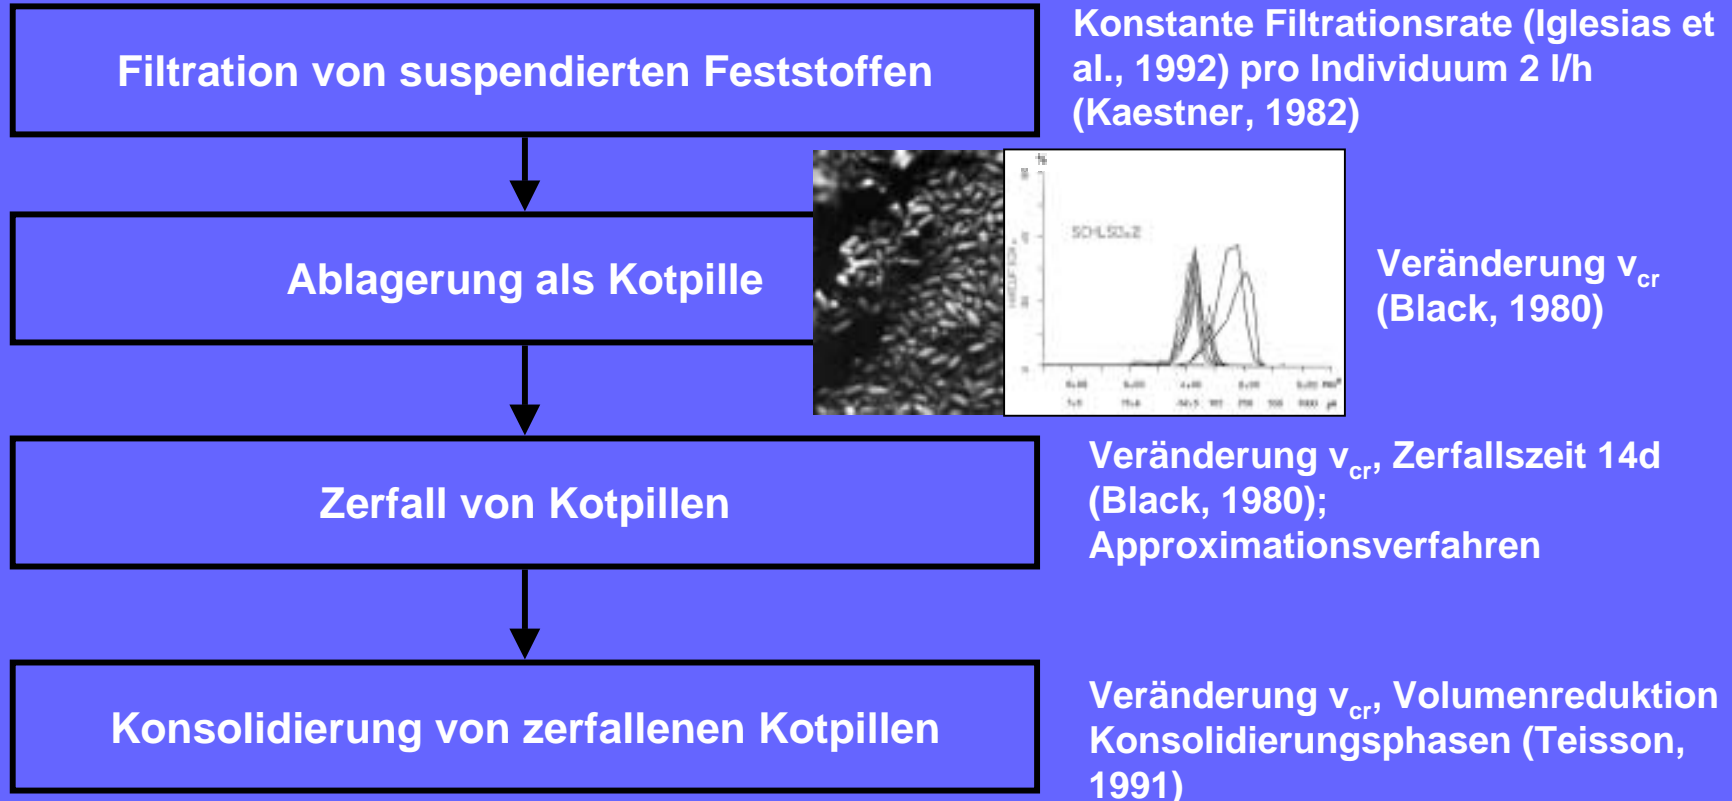 Filtration von suspendierten Feststoffen
Konstante Filtrationsrate (Iglesias et
al., 1992) pro Individuum 2 l/h
(Kaestner, 1982)
Ablagerung als Kotpille
Veränderung vcr
(Black, 1980)
Zerfall von Kotpillen
Veränderung vcr, Zerfallszeit 14d
(Black, 1980);
Approximationsverfahren
Konsolidierung von zerfallenen Kotpillen
Veränderung vcr, Volumenreduktion
Konsolidierungsphasen (Teisson,
1991)